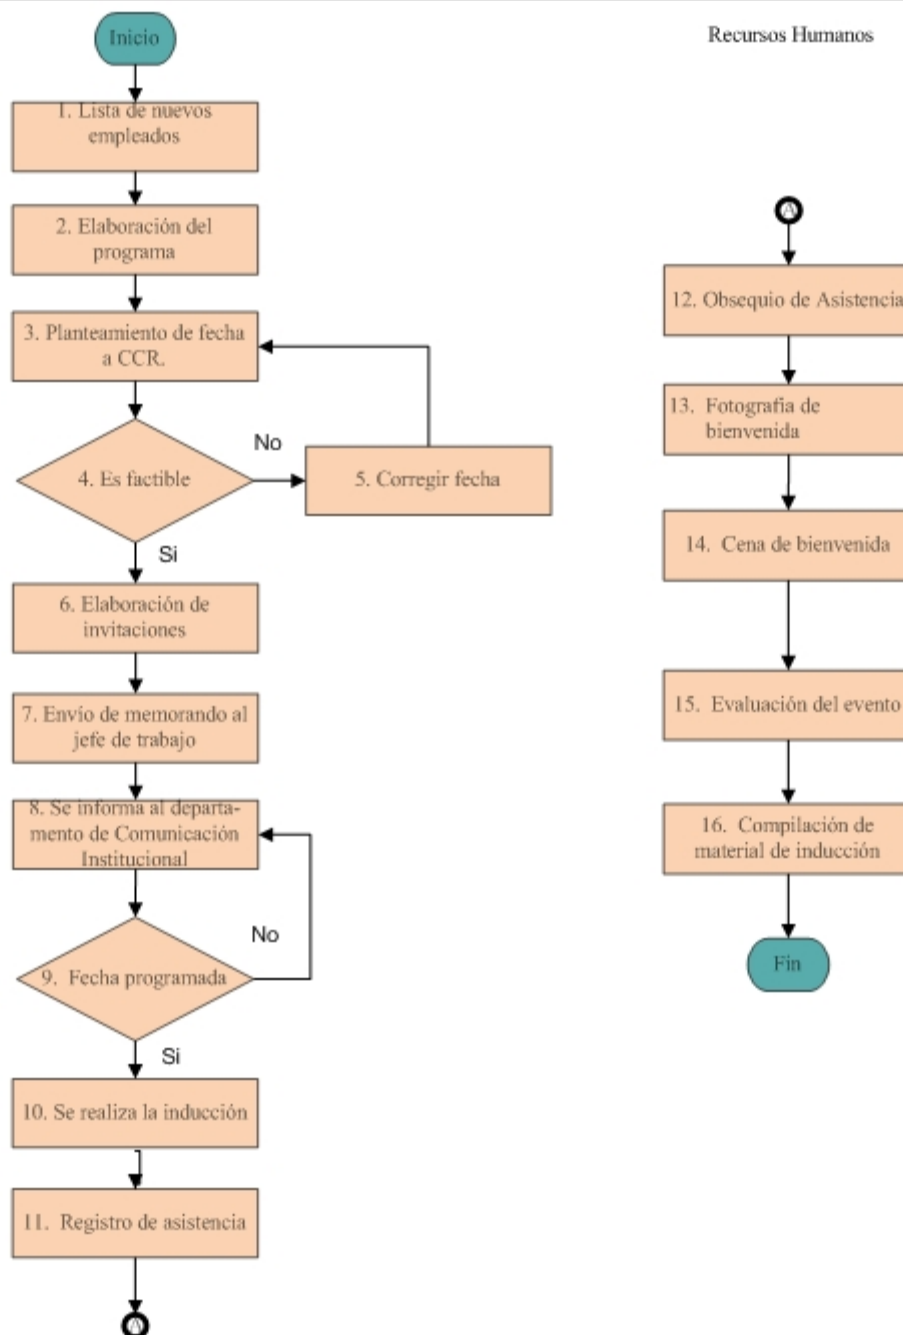 Inicio
Recursos Humanos
1. Lista de nuevos
empleados
2. Elaboración del
programa
3. Planteamiento de fecha
a CCR.
4. Es factible
No
5. Corregir fecha
Si
6. Elaboración de
invitaciones
7. Envío de memorando al
jefe de trabajo
8. Se informa al departa-
mento de Comunicación
Institucional
No
9. Fecha programada
Si
10. Se realiza la inducción
11. Registro de asistencia
A
A
12. Obsequio de Asistencia
13. Fotografia de
bienvenida
14. Cena de bienvenida
15. Evaluación del evento
16. Compilación de
material de inducción
Fin